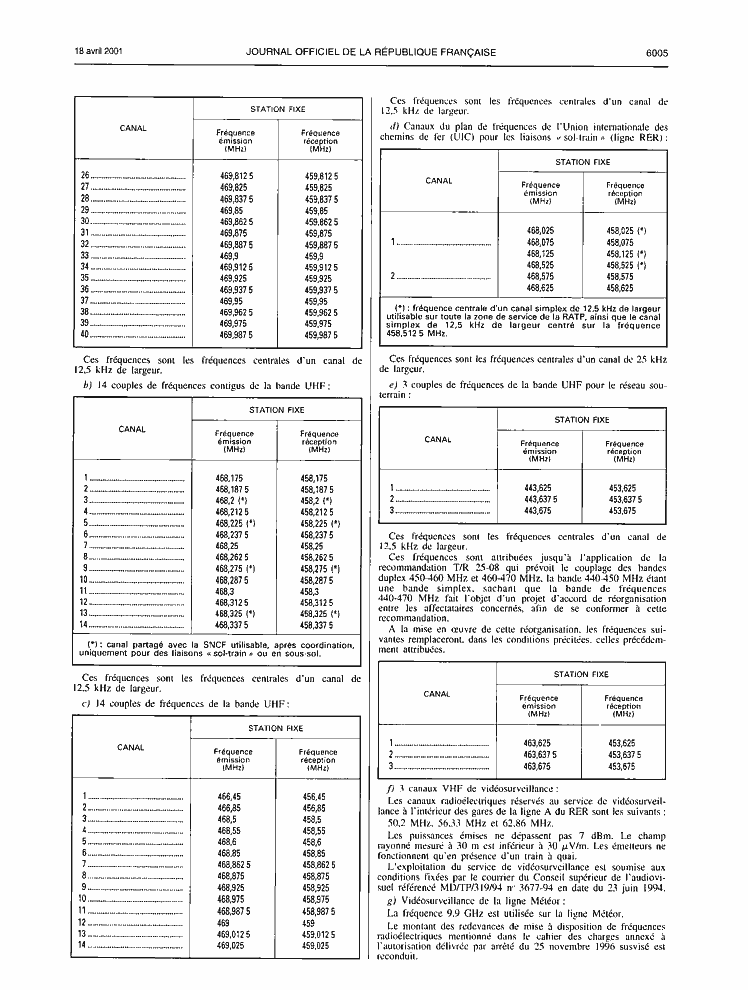 18 avril 2001 JOURNAL OFFICIEL DE LA RÉPUBLIQUE FRANÇAISE 6005
STATION FIXE
CANAL
Fréquence émission (MHz) Fréquence réception (MHz)
26 469,812 5 459,812 5
27 469,825 459,825
28 469,837 5 459,837 5
29 469,85 459,85
30 469,862 5 459,862 5
31 469,875 459,875
32 469,887 5 459,887 5
33 469,9 459,9
34 469,912 5 459,912 5
35 469,925 459,925
36 469,937 5 459,937 5
37 469,95 459,95
38 469,962 5 459,962 5
39 469,975 459,975
40 469,987 5 459,987 5
Ces fréquences sont les fréquences centrales d'un canal de
12,5 kHz de largeur.
b) 14 couples de fréquences contigus de la bande UHF :
STATION FIXE
CANAL
Fréquence émission (MHz) Fréquence réception (MHz)
1 468,175 458,175
2 468,187 5 458,187 5
3 468,2 (*) 458,2 (*)
4 468,212 5 458,212 5
5 468,225 (*) 458,225 (*)
6 468,237 5 458,237 5
7 468,25 458,25
8 468,262 5 458,262 5
9 468,275 (*) 458,275 (*)
10 468,287 5 458,287 5
11 468,3 458,3
12 468,312 5 458,312 5
13 468,325 (*) 458,325 (*)
14 468,337 5 458,337 5
(*) : canal partagé avec la SNCF utilisable, après coordination,
uniquement pour des liaisons « sol-train » ou en sous-sol.
Ces fréquences sont les fréquences centrales d'un canal de
12,5 kHz de largeur.
c) 14 couples de fréquences de la bande UHF :
STATION FIXE
CANAL
Fréquence émission (MHz) Fréquence réception (MHz)
1 466,45 456,45
2 466,85 456,85
3 468,5 458,5
4 468,55 458,55
5 468,6 458,6
6 468,85 458,85
7 468,862 5 458,862 5
8 468,875 458,875
9 468,925 458,925
10 468,975 458,975
11 468,987 5 458,987 5
12 469 459
13 469,012 5 459,012 5
14 469,025 459,025
Ces fréquences sont les fréquences centrales d'un canal de
12,5 kHz de largeur.
d) Canaux du plan de fréquences de l'Union internationale des
chemins de fer (UIC) pour les liaisons « sol-train » (ligne RER) :
STATION FIXE
CANAL
Fréquence émission (MHz) Fréquence réception (MHz)
468,025 458,025 (*)
1 468,075 458,075
468,125 458,125 (*)
468,525 458,525 (*)
2 468,575 458,575
468,625 458,625
(*) : fréquence centrale d'un canal simplex de 12,5 kHz de largeur
utilisable sur toute la zone de service de la RATP, ainsi que le canal
simplex de 12,5 kHz de largeur centré sur la fréquence
458,512 5 MHz.
Ces fréquences sont les fréquences centrales d'un canal de 25 kHz
de largeur.
e) 3 couples de fréquences de la bande UHF pour le réseau sou-
terrain :
STATION FIXE
CANAL
Fréquence émission (MHz) Fréquence réception (MHz)
1 443,625 453,625
2 443,637 5 453,637 5
3 443,675 453,675
Ces fréquences sont les fréquences centrales d'un canal de
12,5 kHz de largeur.
Ces fréquences sont attribuées jusqu'à l'application de la
recommandation T/R 25-08 qui prévoit le couplage des bandes
duplex 450-460 MHz et 460-470 MHz, la bande 440-450 MHz étant
une bande simplex, sachant que la bande de fréquences
440-470 MHz fait l'objet d'un projet d'accord de réorganisation
entre les affectataires concernés, afin de se conformer à cette
recommandation.
A la mise en œuvre de cette réorganisation, les fréquences sui-
vantes remplaceront, dans les conditions précitées, celles précédem-
ment attribuées.
STATION FIXE
CANAL
Fréquence émission (MHz) Fréquence réception (MHz)
1 463,625 453,625
2 463,637 5 453,637 5
3 463,675 453,675
f) 3 canaux VHF de vidéosurveillance :
Les canaux radioélectriques réservés au service de vidéosurveil-
lance à l'intérieur des gares de la ligne A du RER sont les suivants :
50,2 MHz, 56,33 MHz et 62,86 MHz.
Les puissances émises ne dépassent pas 7 dBm. Le champ
rayonné mesuré à 30 m est inférieur à 30 µV/m. Les émetteurs ne
fonctionnent qu'en présence d'un train à quai.
L'exploitation du service de vidéosurveillance est soumise aux
conditions fixées par le courrier du Conseil supérieur de l'audiovi-
suel référencé MD/TP/319/94 n° 3677-94 en date du 23 juin 1994.
g) Vidéosurveillance de la ligne Météor :
La fréquence 9,9 GHz est utilisée sur la ligne Météor.
Le montant des redevances de mise à disposition de fréquences
radioélectriques mentionné dans le cahier des charges annexé à
l'autorisation délivrée par arrêté du 25 novembre 1996 susvisé est
reconduit.